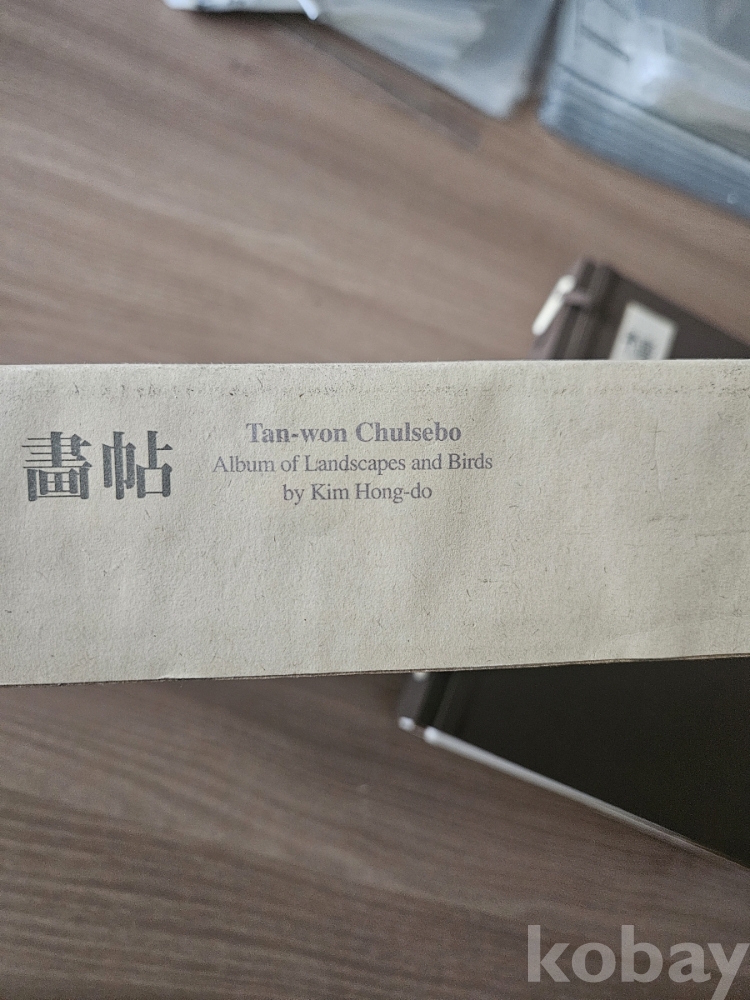 畵帖
Tan-won Chulsebo
Album of Landscapes and Birds
by Kim Hong-do
kobay